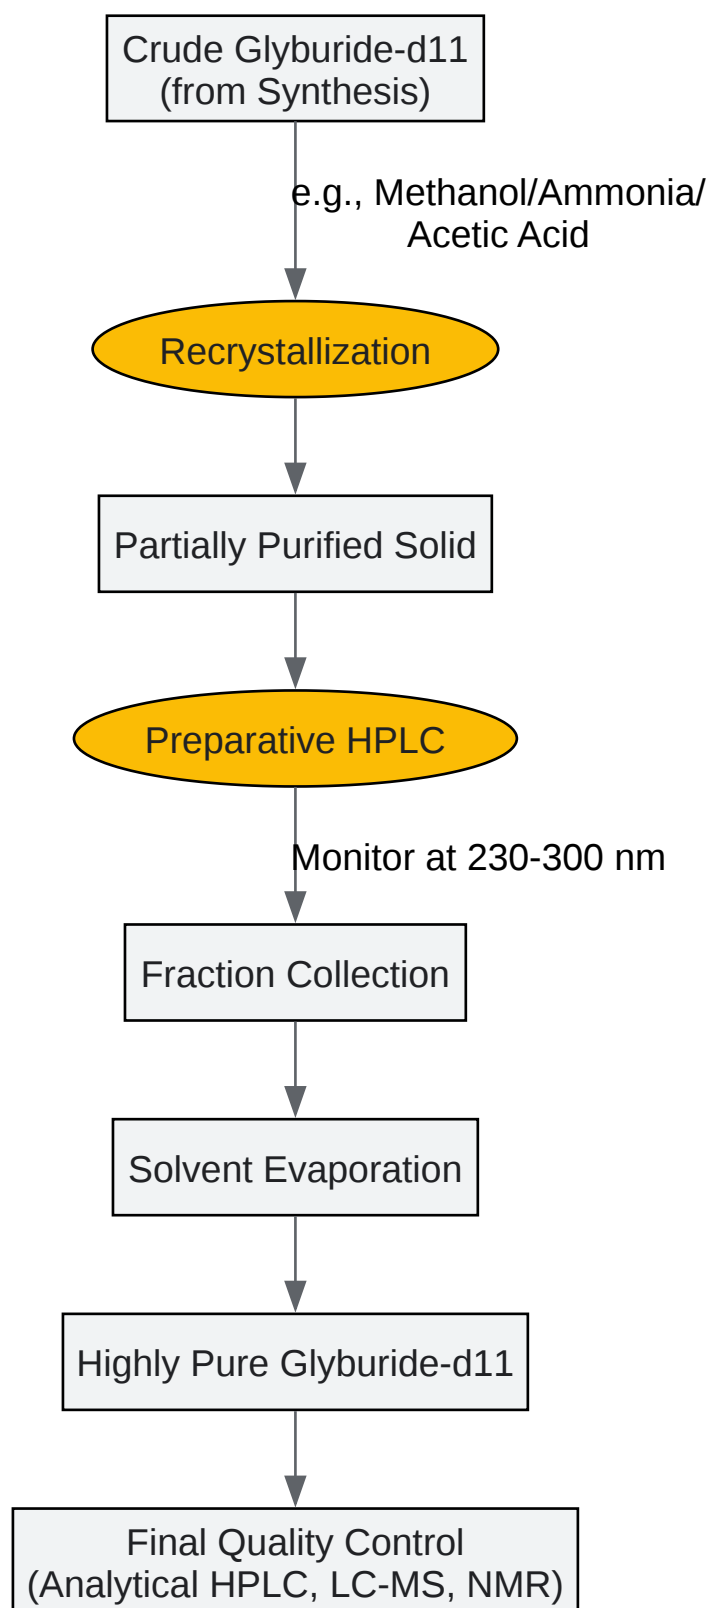 Crude Glyburide-d11
(from Synthesis)
e.g., Methanol/Ammonia/
Acetic Acid
Recrystallization
Partially Purified Solid
Preparative HPLC
Monitor at 230-300 nm
Fraction Collection
Solvent Evaporation
Highly Pure Glyburide-d11
Final Quality Control
(Analytical HPLC, LC-MS, NMR)